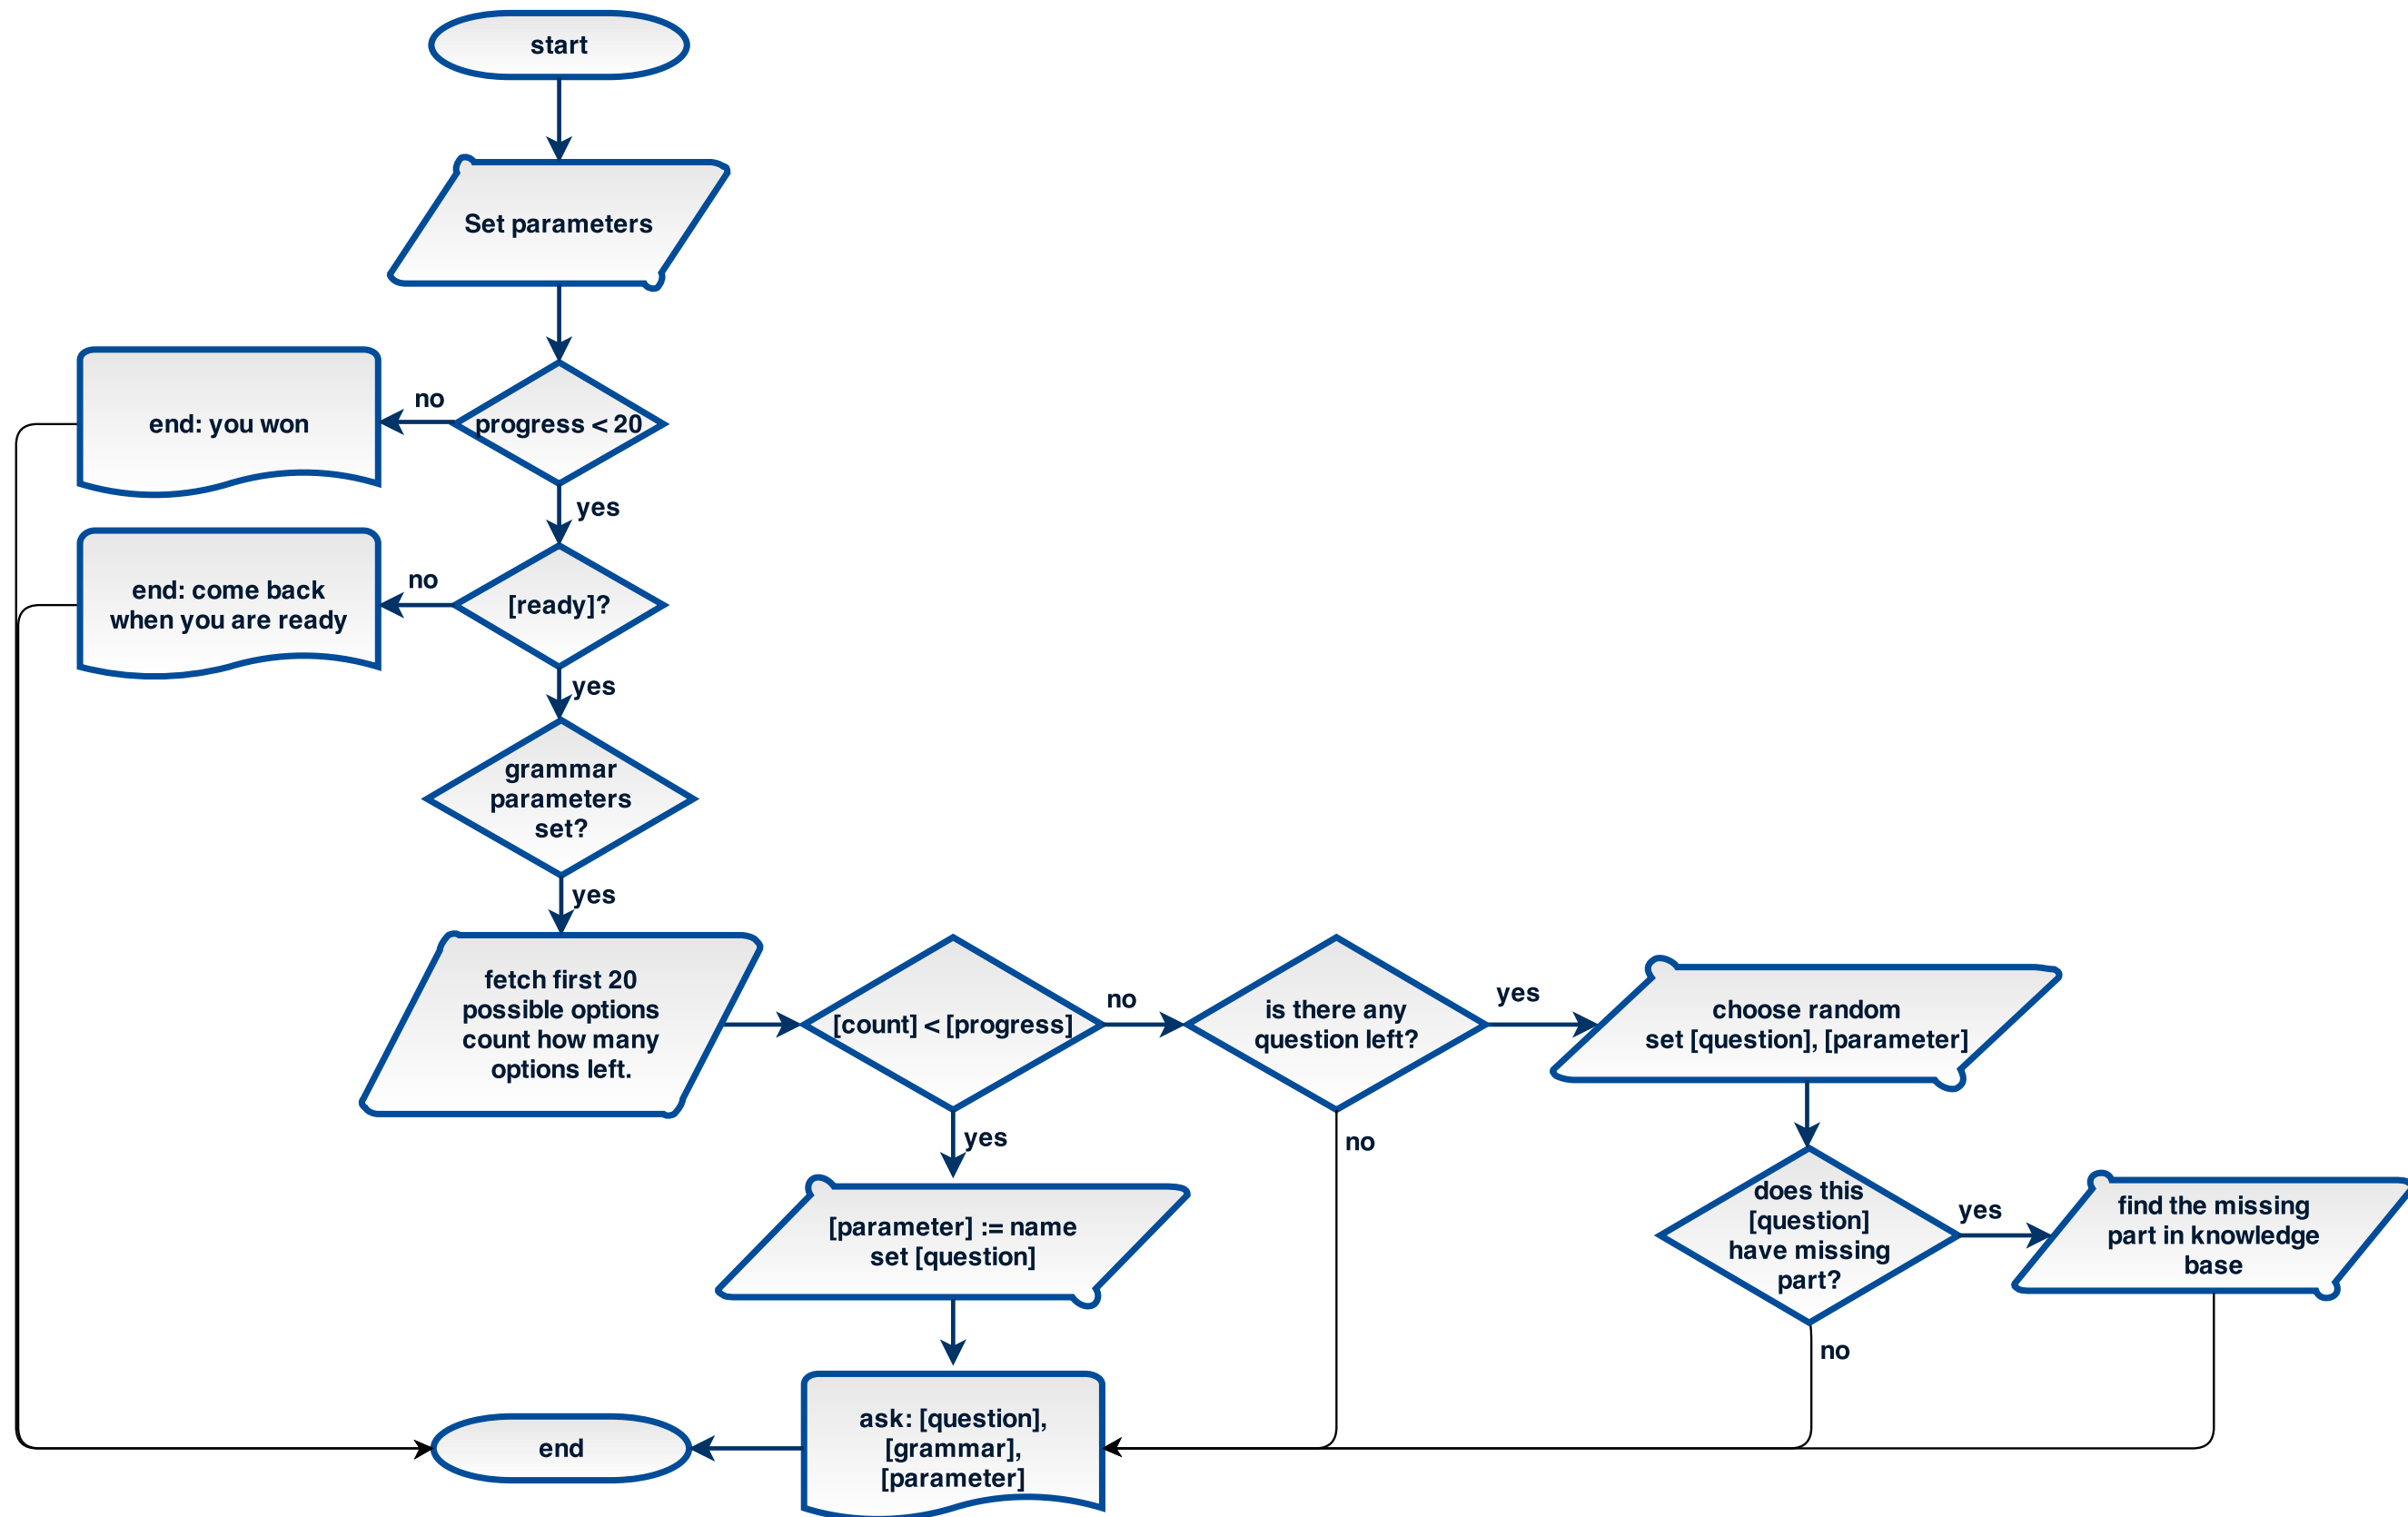 start
Set parameters
progress < 20
no
end: you won
yes
[ready]?
no
end: come back
when you are ready
yes
grammar
parameters
set?
yes
fetch first 20
possible options
count how many
options left.
[count] < [progress]
no
is there any
question left?
yes
choose random
set [question], [parameter]
yes
no
[parameter] := name
set [question]
does this
[question]
have missing
part?
yes
find the missing
part in knowledge
base
no
ask: [question],
[grammar],
[parameter]
end